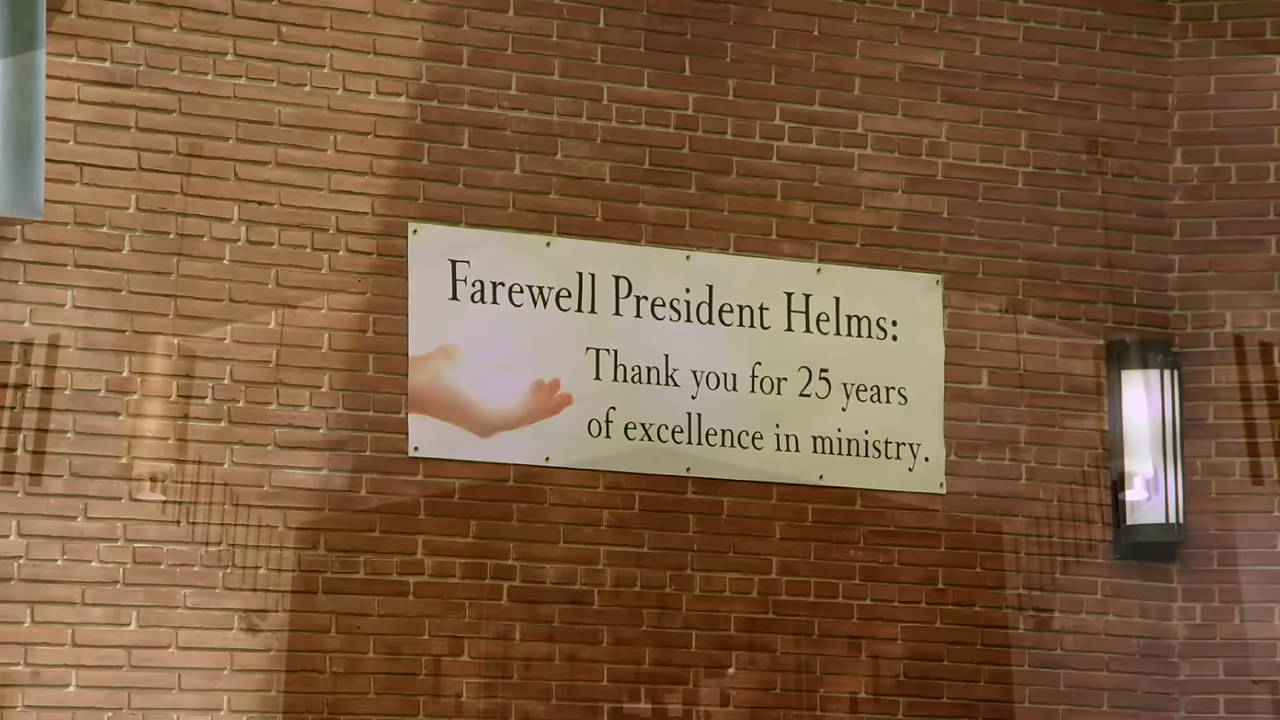 Farewell President Helms:
Thank you for 25 years
of excellence in ministry.